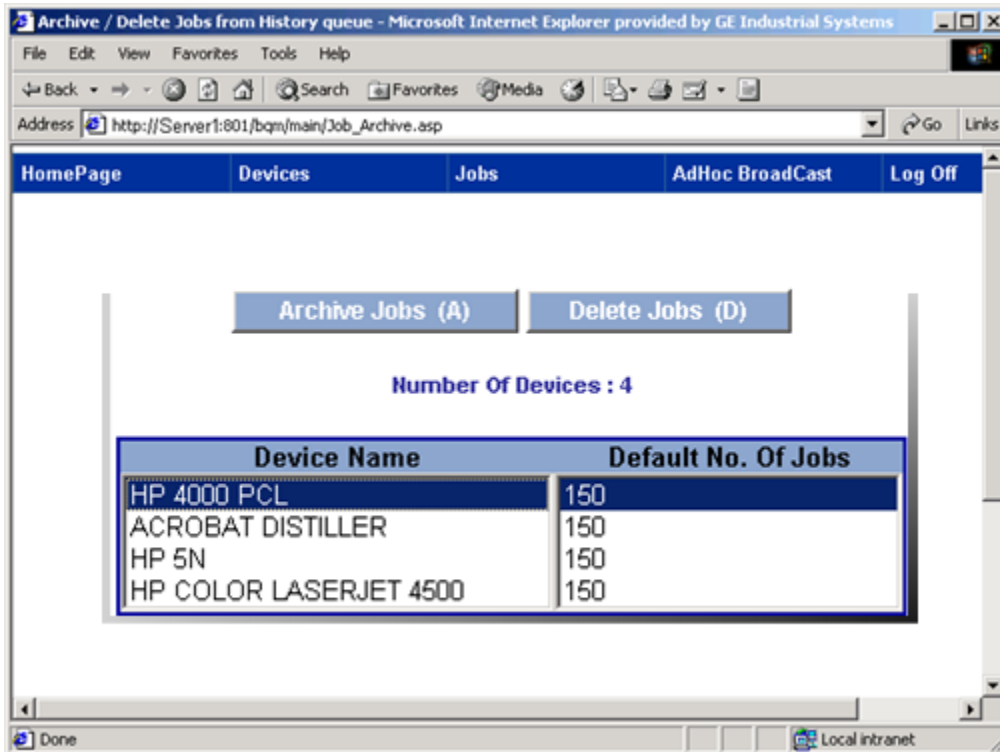 Archive / Delete Jobs from History queue - Microsoft Internet Explorer provided by GE Industrial Systems
File Edit View Favorites Tools Help
Back Search Favorites Media
Address http://Server1:801/bqm/main/Job_Archive.asp Go Links
HomePage Devices Jobs AdHoc BroadCast Log Off
Archive Jobs (A) Delete Jobs (D)
Number Of Devices : 4
Device Name Default No. Of Jobs
HP 4000 PCL 150
ACROBAT DISTILLER 150
HP 5N 150
HP COLOR LASERJET 4500 150
Done Local intranet